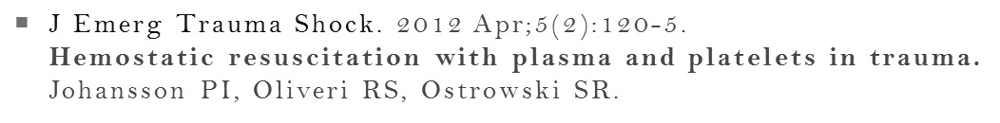 ▪ J Emerg Trauma Shock. 2012 Apr;5(2):120-5.
Hemostatic resuscitation with plasma and platelets in trauma.
Johansson PI, Oliveri RS, Ostrowski SR.